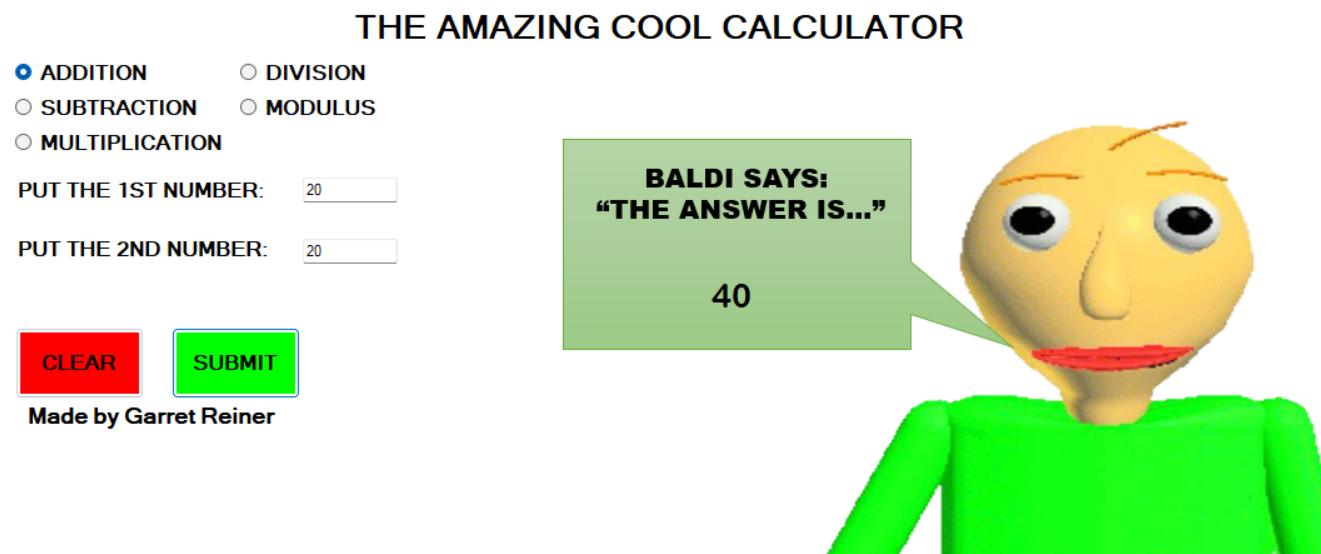 THE AMAZING COOL CALCULATOR
ADDITION
DIVISION
SUBTRACTION
MODULUS
MULTIPLICATION
PUT THE 1ST NUMBER:
20
PUT THE 2ND NUMBER:
20
CLEAR
SUBMIT
Made by Garret Reiner
BALDI SAYS:
“THE ANSWER IS...”
40